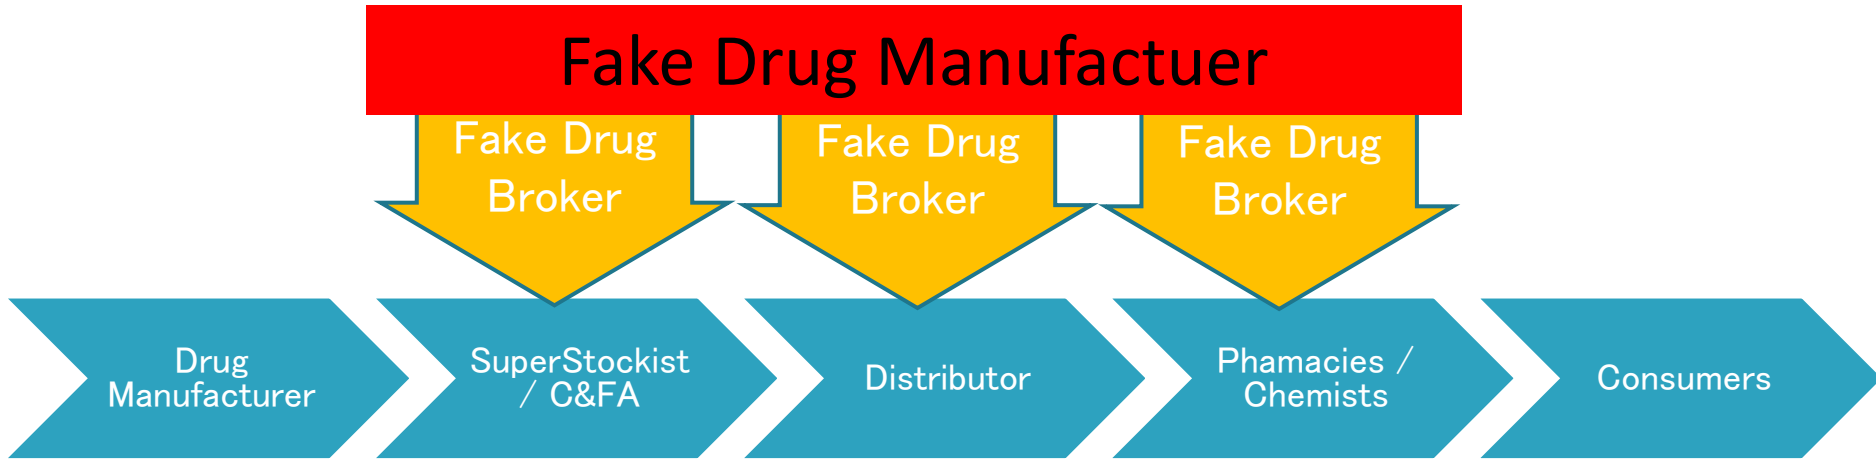 Fake Drug Manufactuer
Fake Drug
Broker
Fake Drug
Broker
Fake Drug
Broker
Drug
Manufacturer
SuperStockist
/ C&FA
Distributor
Phamacies /
Chemists
Consumers